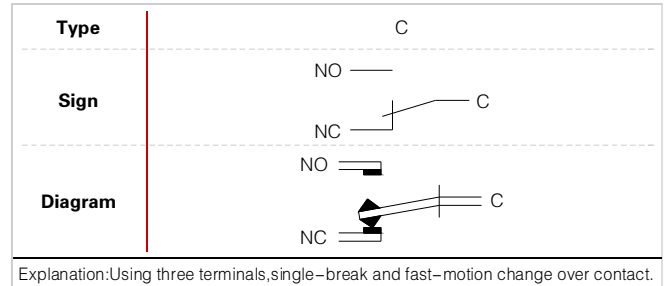 Type C
Sign
NO
C
NC
Diagram
NO
C
NC
Explanation:Using three terminals,single-break and fast-motion change over contact.